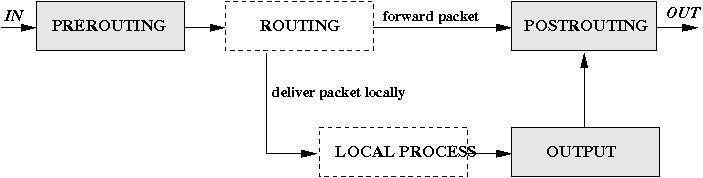 IN
PREROUTING
ROUTING
forward packet
POSTROUTING
OUT
deliver packet locally
LOCAL PROCESS
OUTPUT